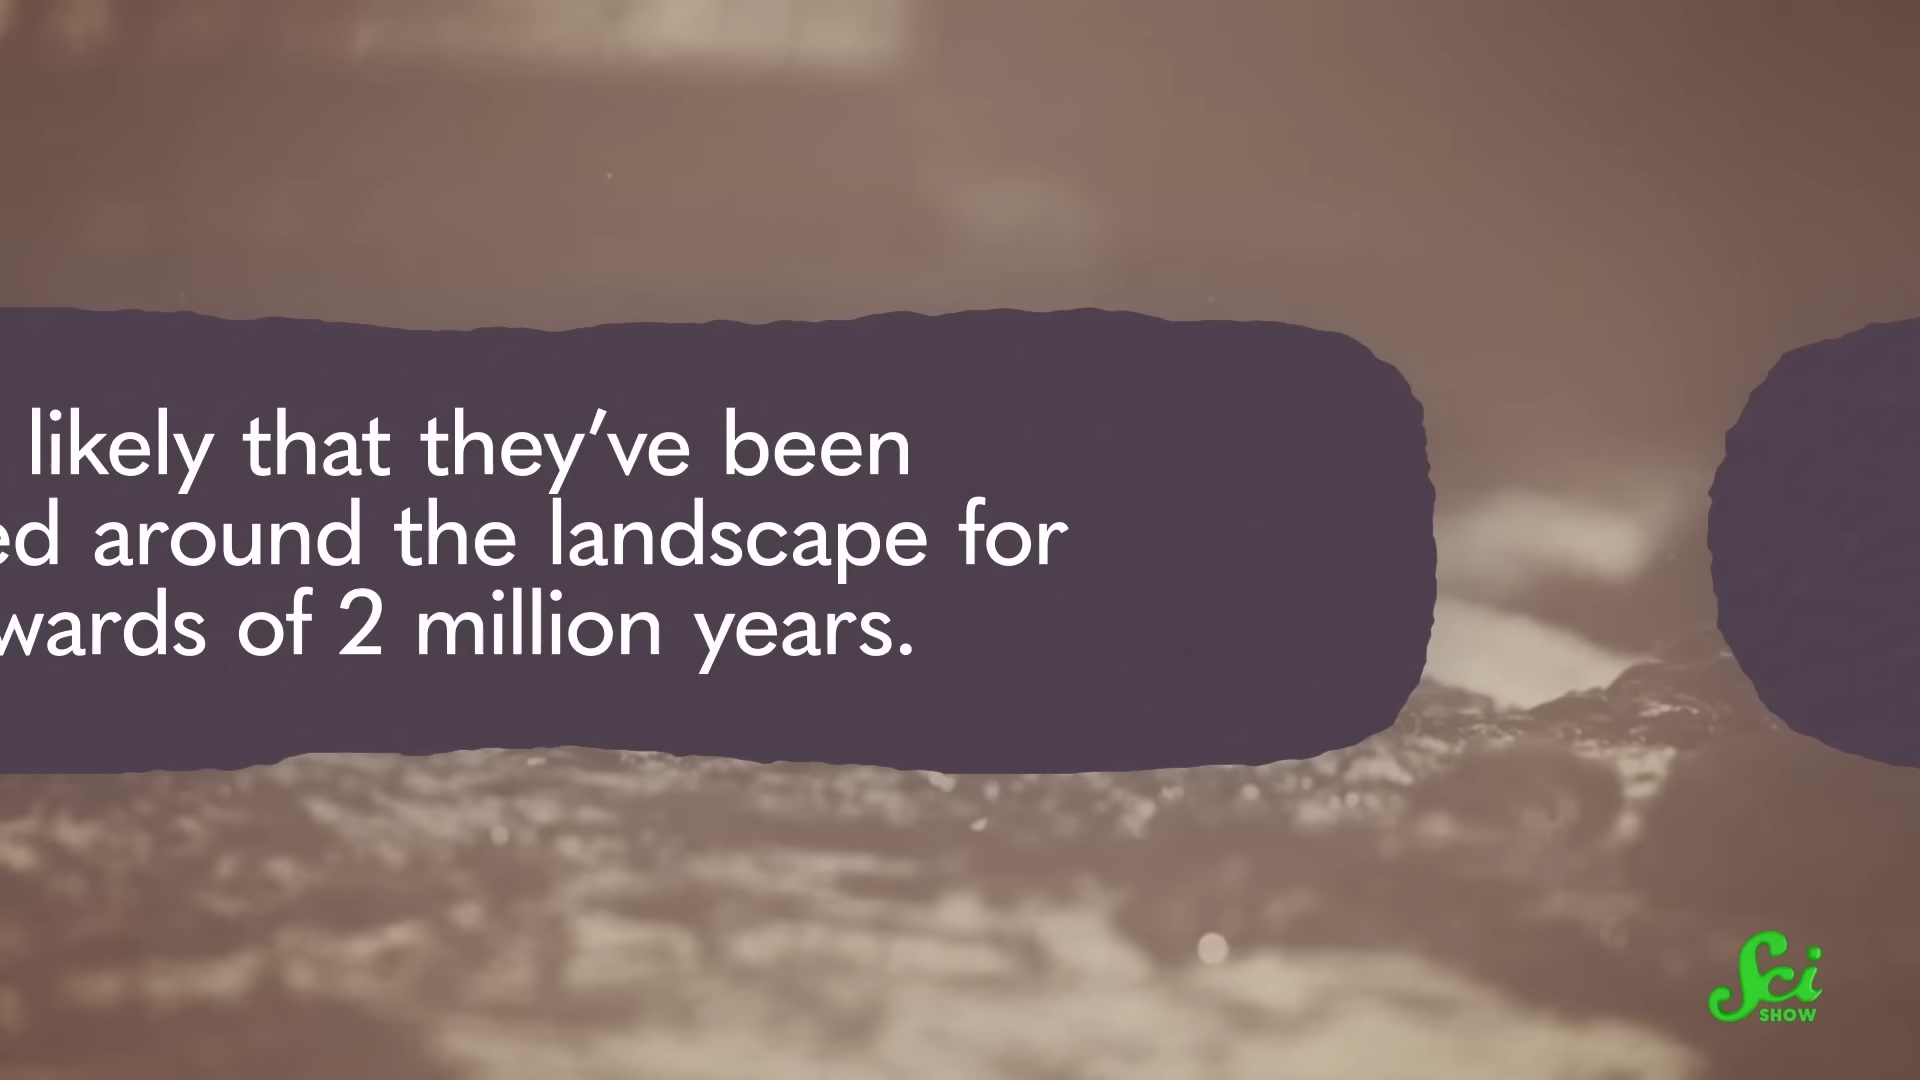 likely that they’ve been
ed around the landscape for
wards of 2 million years.
Sci
SHOW